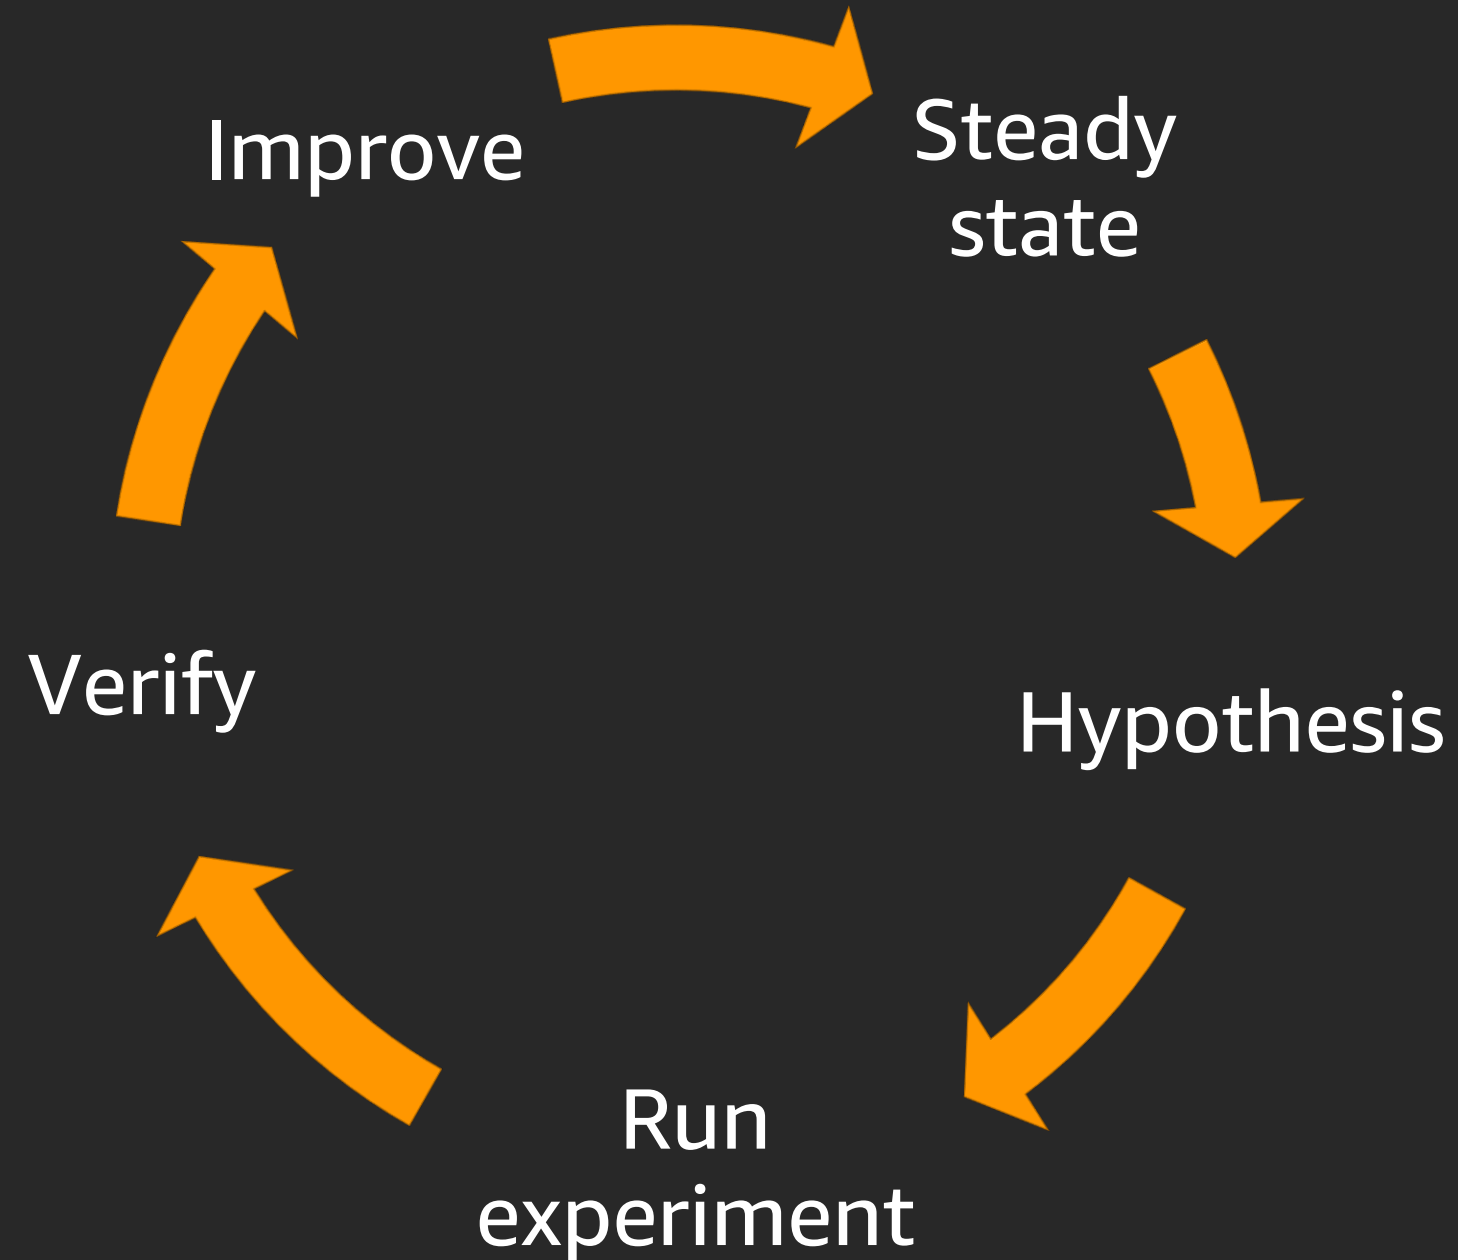 Improve
Steady
state
Hypothesis
Run
experiment
Verify